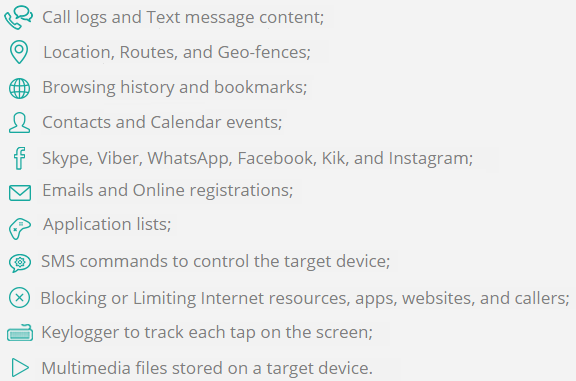 Call logs and Text message content;
Location, Routes, and Geo-fences;
Browsing history and bookmarks;
Contacts and Calendar events;
Skype, Viber, WhatsApp, Facebook, Kik, and Instagram;
Emails and Online registrations;
Application lists;
SMS commands to control the target device;
Blocking or Limiting Internet resources, apps, websites, and callers;
Keylogger to track each tap on the screen;
Multimedia files stored on a target device.